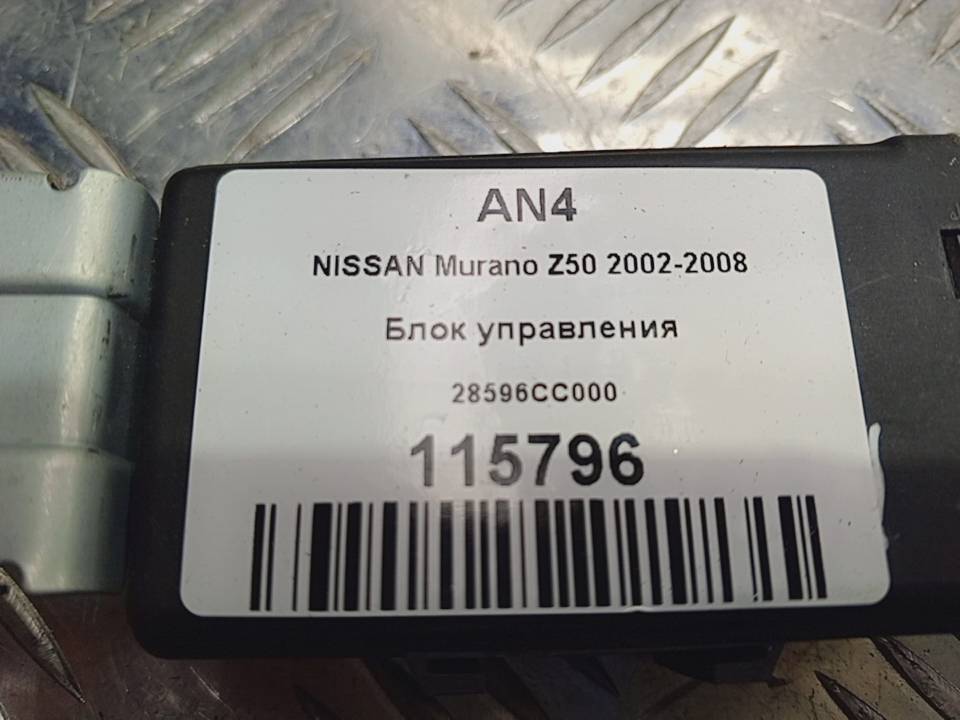 AN4
NISSAN Murano Z50 2002-2008
Блок управления
28596CC000
115796